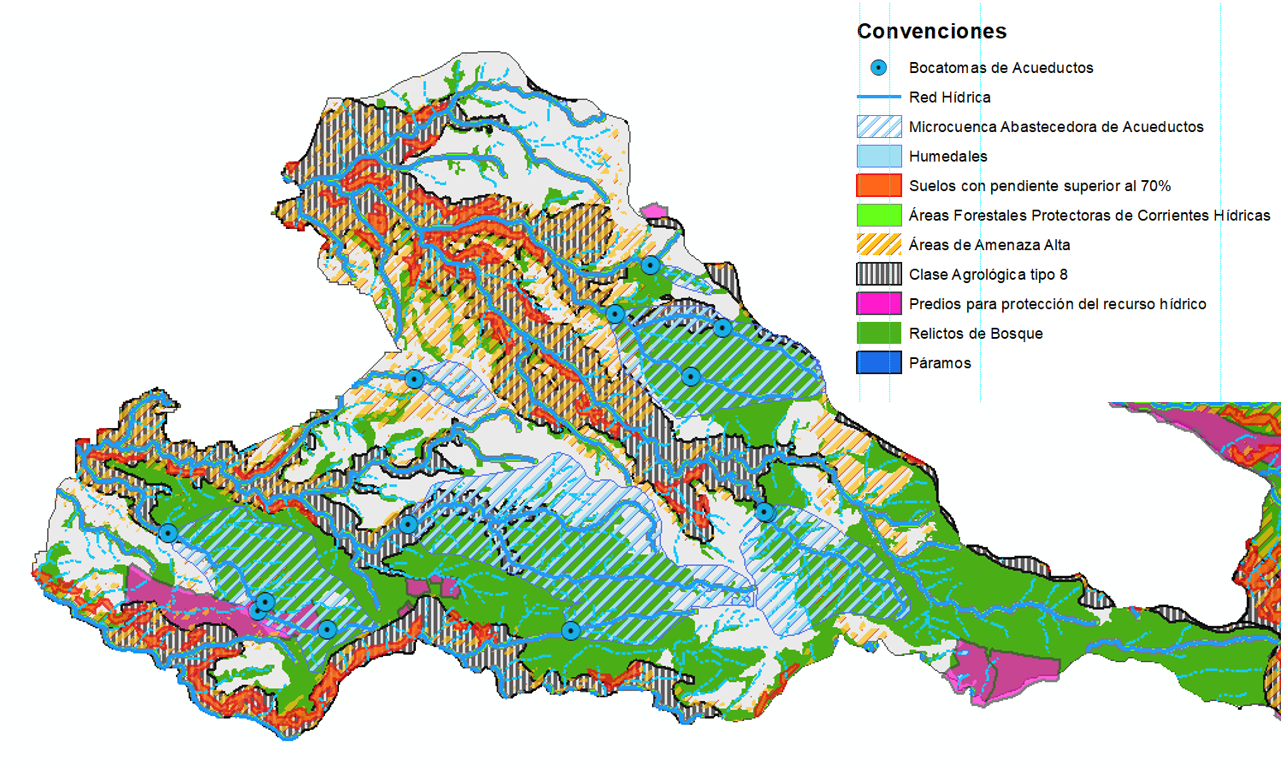 Convenciones
Bocatomas de Acueductos
Red Hídrica
Microcuenca Abastecedora de Acueductos
Humedales
Suelos con pendiente superior al 70%
Áreas Forestales Protectoras de Corrientes Hídricas
Áreas de Amenaza Alta
Clase Agrológica tipo 8
Predios para protección del recurso hídrico
Relictos de Bosque
Páramos